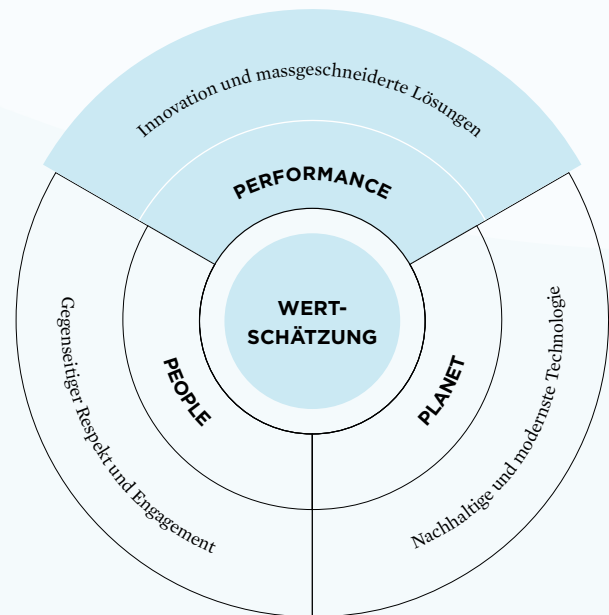 Innovation und massgeschneiderte Lösungen
PERFORMANCE
WERT-
SCHÄTZUNG
PEOPLE
Gegenseitiger Respekt und Engagement
PLANET
Nachhaltige und modernste Technologie